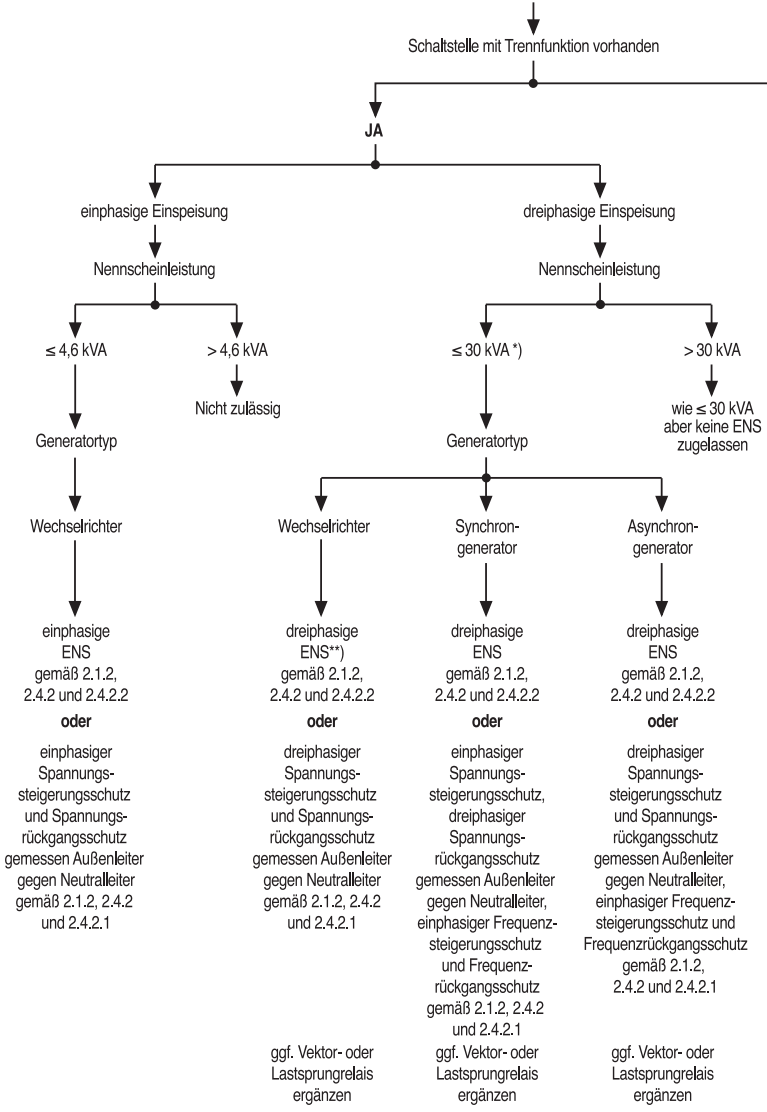 Schaltstelle mit Trennfunktion vorhanden
JA
einphasige Einspeisung
dreiphasige Einspeisung
Nennscheinleistung
Nennscheinleistung
≤ 4,6 kVA
> 4,6 kVA
≤ 30 kVA *)
> 30 kVA
Nicht zulässig
wie ≤ 30 kVA
aber keine ENS
zugelassen
Generatortyp
Generatortyp
Wechselrichter
Wechselrichter
Synchron-
generator
Asynchron-
generator
einphasige
ENS
gemäß 2.1.2,
2.4.2 und 2.4.2.2
oder
einphasiger
Spannungs-
steigerungsschutz
und Spannungs-
rückgangsschutz
gemessen Außenleiter
gegen Neutralleiter
gemäß 2.1.2, 2.4.2
und 2.4.2.1
dreiphasige
ENS**)
gemäß 2.1.2,
2.4.2 und 2.4.2.2
oder
dreiphasiger
Spannungs-
steigerungsschutz
und Spannungs-
rückgangsschutz
gemessen Außenleiter
gegen Neutralleiter
gemäß 2.1.2, 2.4.2
und 2.4.2.1
ggf. Vektor- oder
Lastsprungrelais
ergänzen
dreiphasige
ENS
gemäß 2.1.2,
2.4.2 und 2.4.2.2
oder
einphasiger
Spannungs-
steigerungsschutz,
dreiphasiger
Spannungs-
rückgangsschutz
gemessen Außenleiter
gegen Neutralleiter,
einphasiger Frequenz-
steigerungsschutz
und Frequenz-
rückgangsschutz
gemäß 2.1.2, 2.4.2
und 2.4.2.1
ggf. Vektor- oder
Lastsprungrelais
ergänzen
dreiphasige
ENS
gemäß 2.1.2,
2.4.2 und 2.4.2.2
oder
dreiphasiger
Spannungs-
steigerungsschutz
und Spannungs-
rückgangsschutz
gemessen Außenleiter
gegen Neutralleiter,
einphasiger Frequenz-
steigerungsschutz und
Frequenzrückgangsschutz
gemäß 2.1.2,
2.4.2 und 2.4.2.1
ggf. Vektor- oder
Lastsprungrelais
ergänzen